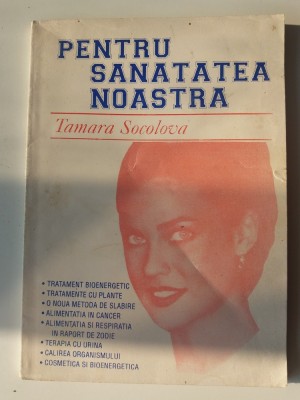 PENTRU
SANATATEA
NOASTRA
Tamara Socolova
• TRATAMENT BIOENERGETIC
• TRATAMENTE CU PLANTE
• O NOUA METODA DE SLABIRE
• ALIMENTATIA IN CANCER
• ALIMENTATIA SI RESPIRATIA
IN RAPORT DE ZODIE
• TERAPIA CU URINA
• CALIREA ORGANISMULUI
• COSMETICA SI BIOENERGETICA